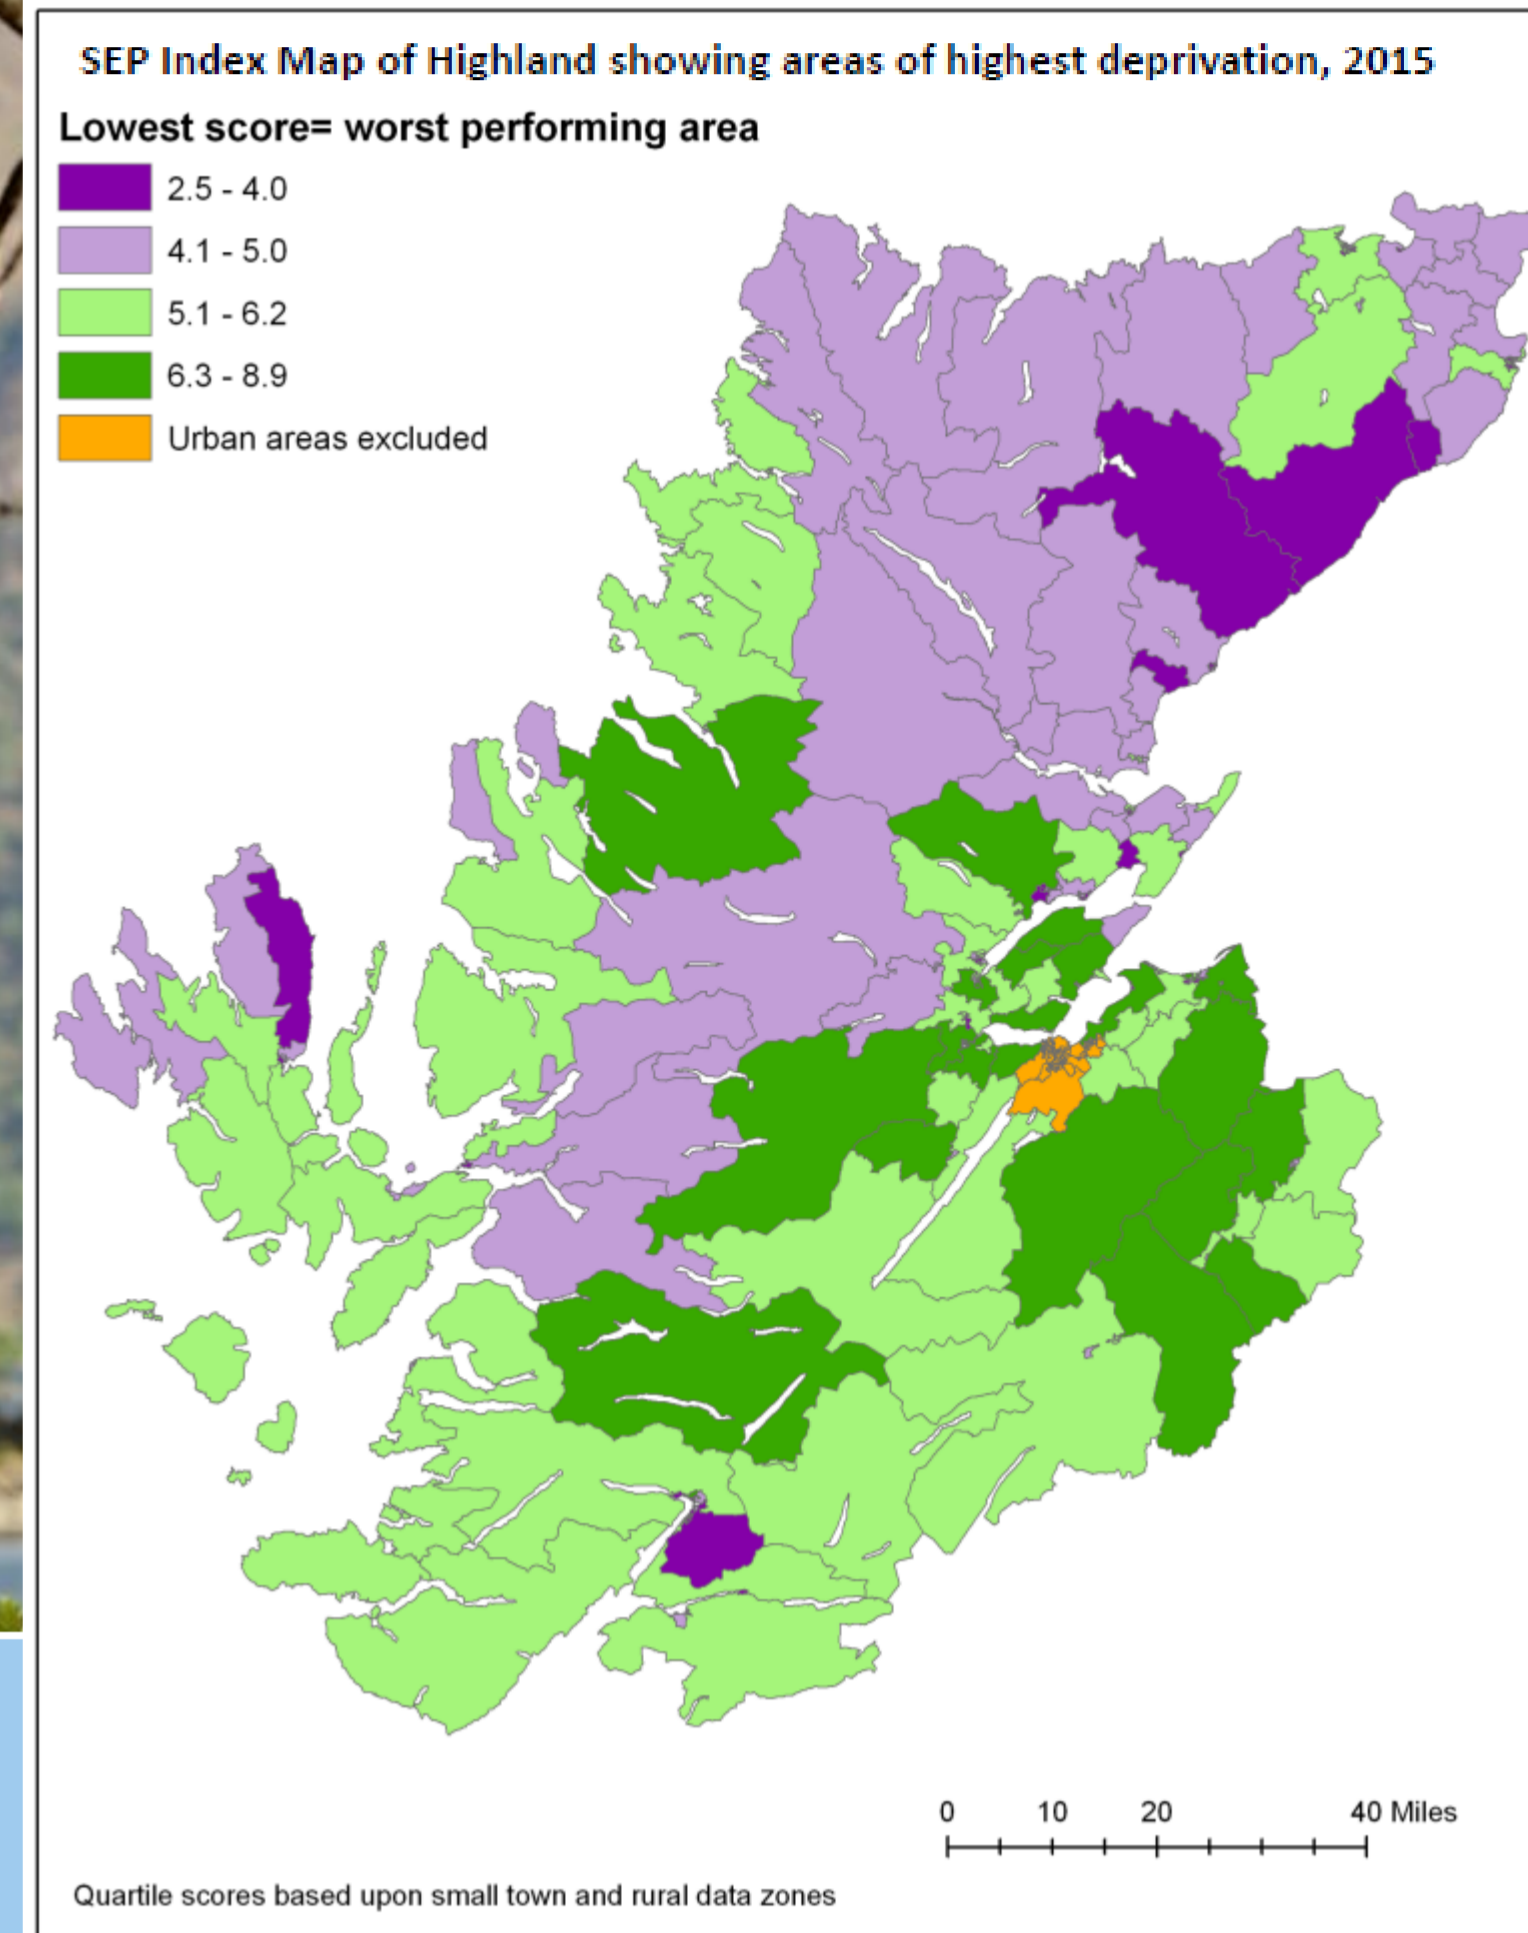 SEP Index Map of Highland showing areas of highest deprivation, 2015
Lowest score= worst performing area
2.5 - 4.0
4.1 - 5.0
5.1 - 6.2
6.3 - 8.9
Urban areas excluded
0 10 20 40 Miles
Quartile scores based upon small town and rural data zones